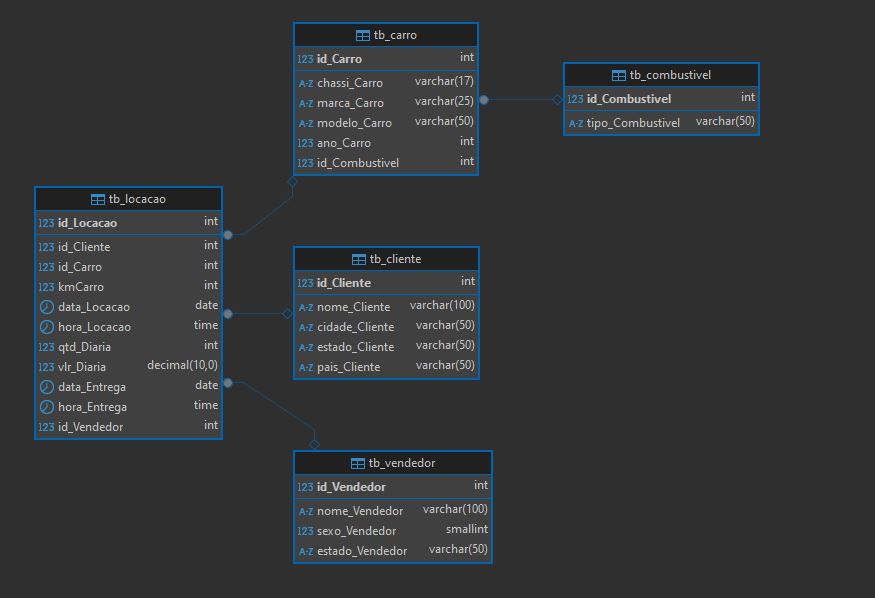 tb_carro
123 id_Carro int
A-Z chassi_Carro varchar(17)
A-Z marca_Carro varchar(25)
A-Z modelo_Carro varchar(50)
123 ano_Carro int
123 id_Combustivel int
tb_combustivel
123 id_Combustivel int
A-Z tipo_Combustivel varchar(50)
tb_locacao
123 id_Locacao int
123 id_Cliente int
123 id_Carro int
123 kmCarro int
data_Locacao date
hora_Locacao time
123 qtd_Diaria int
123 vlr_Diaria decimal(10,0)
data_Entrega date
hora_Entrega time
123 id_Vendedor int
tb_cliente
123 id_Cliente int
A-Z nome_Cliente varchar(100)
A-Z cidade_Cliente varchar(50)
A-Z estado_Cliente varchar(50)
A-Z pais_Cliente varchar(50)
tb_vendedor
123 id_Vendedor int
A-Z nome_Vendedor varchar(100)
123 sexo_Vendedor smallint
A-Z estado_Vendedor varchar(50)